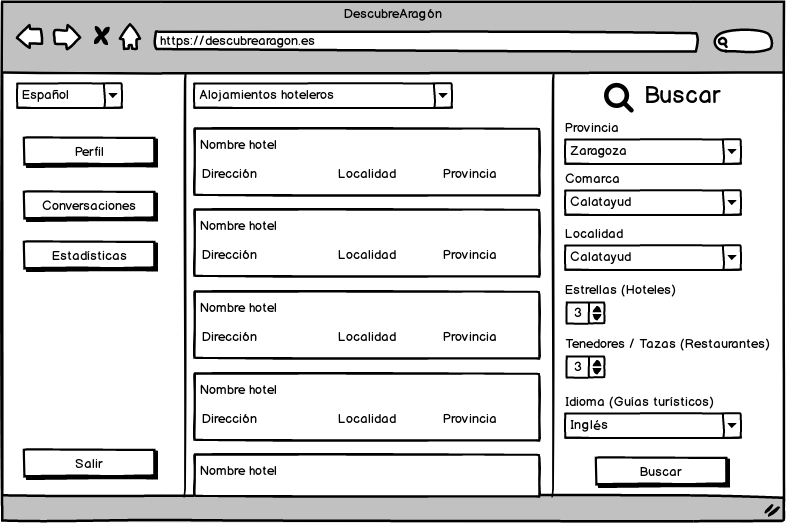 DescubreAragón
https://descubrearagon.es
Español
Perfil
Conversaciones
Estadísticas
Salir
Alojamientos hoteleros
Nombre hotel
Dirección Localidad Provincia
Nombre hotel
Dirección Localidad Provincia
Nombre hotel
Dirección Localidad Provincia
Nombre hotel
Dirección Localidad Provincia
Nombre hotel
Buscar
Provincia
Zaragoza
Comarca
Calatayud
Localidad
Calatayud
Estrellas (Hoteles)
3
Tenedores / Tazas (Restaurantes)
3
Idioma (Guías turísticos)
Inglés
Buscar